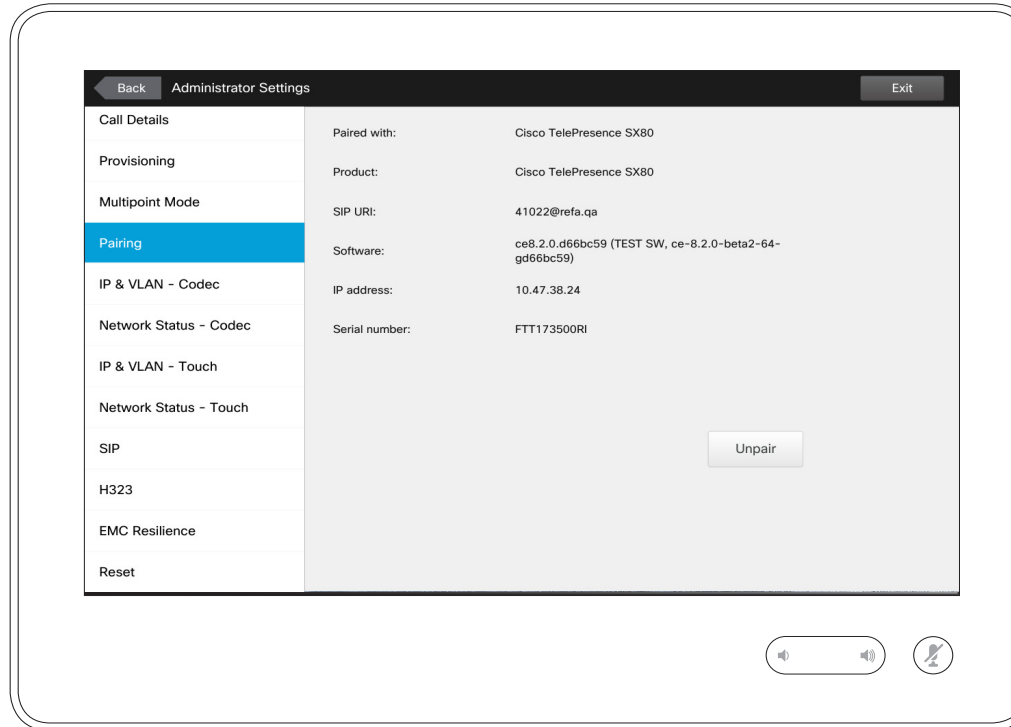 Back
Administrator Settings
Exit
Call Details
Provisioning
Multipoint Mode
Pairing
IP & VLAN - Codec
Network Status - Codec
IP & VLAN - Touch
Network Status - Touch
SIP
H323
EMC Resilience
Reset
Paired with: Cisco TelePresence SX80
Product: Cisco TelePresence SX80
SIP URI: 41022@refa.qa
Software: ce8.2.0.d66bc59 (TEST SW, ce-8.2.0-beta2-64-
gd66bc59)
IP address: 10.47.38.24
Serial number: FTT173500RI
Unpair